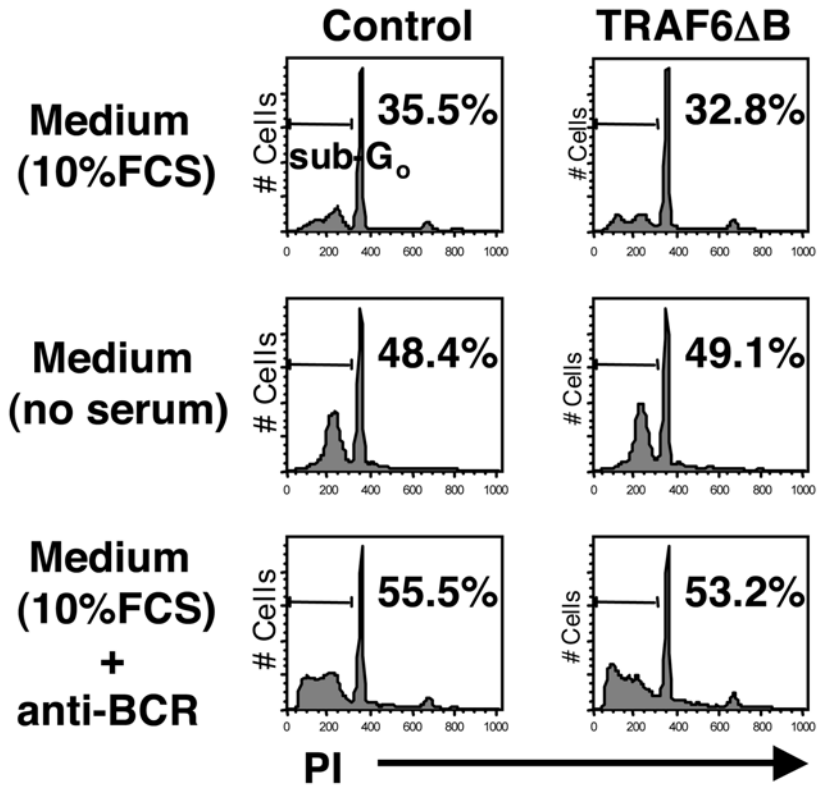 Control TRAF6ΔB
Medium
(10%FCS)
# Cells
35.5%
sub-Go
0 200 400 600 800 1000
# Cells
32.8%
0 200 400 600 800 1000
Medium
(no serum)
# Cells
48.4%
0 200 400 600 800 1000
# Cells
49.1%
0 200 400 600 800 1000
Medium
(10%FCS)
+
anti-BCR
# Cells
55.5%
0 200 400 600 800 1000
# Cells
53.2%
0 200 400 600 800 1000
PI